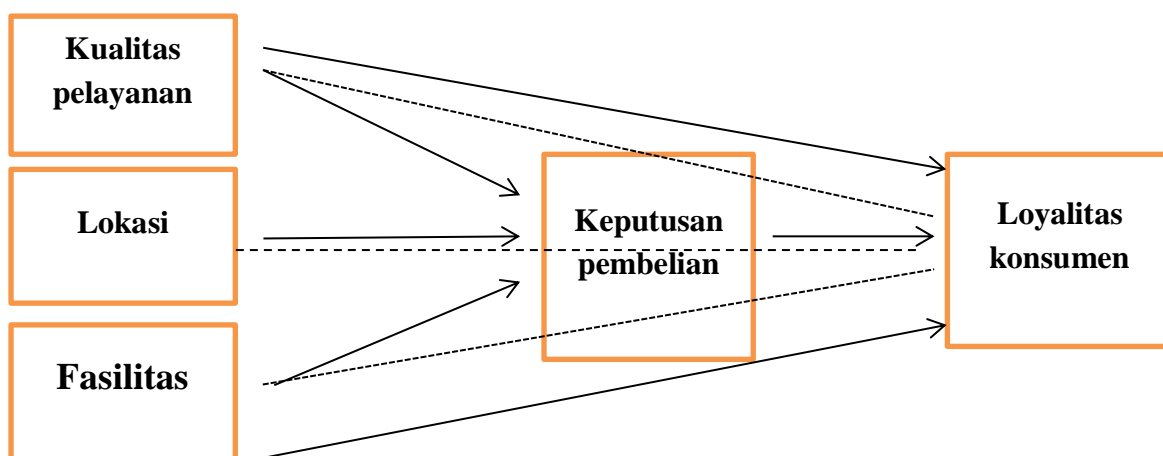 Kualitas
pelayanan
Lokasi
Fasilitas
Keputusan
pembelian
Loyalitas
konsumen